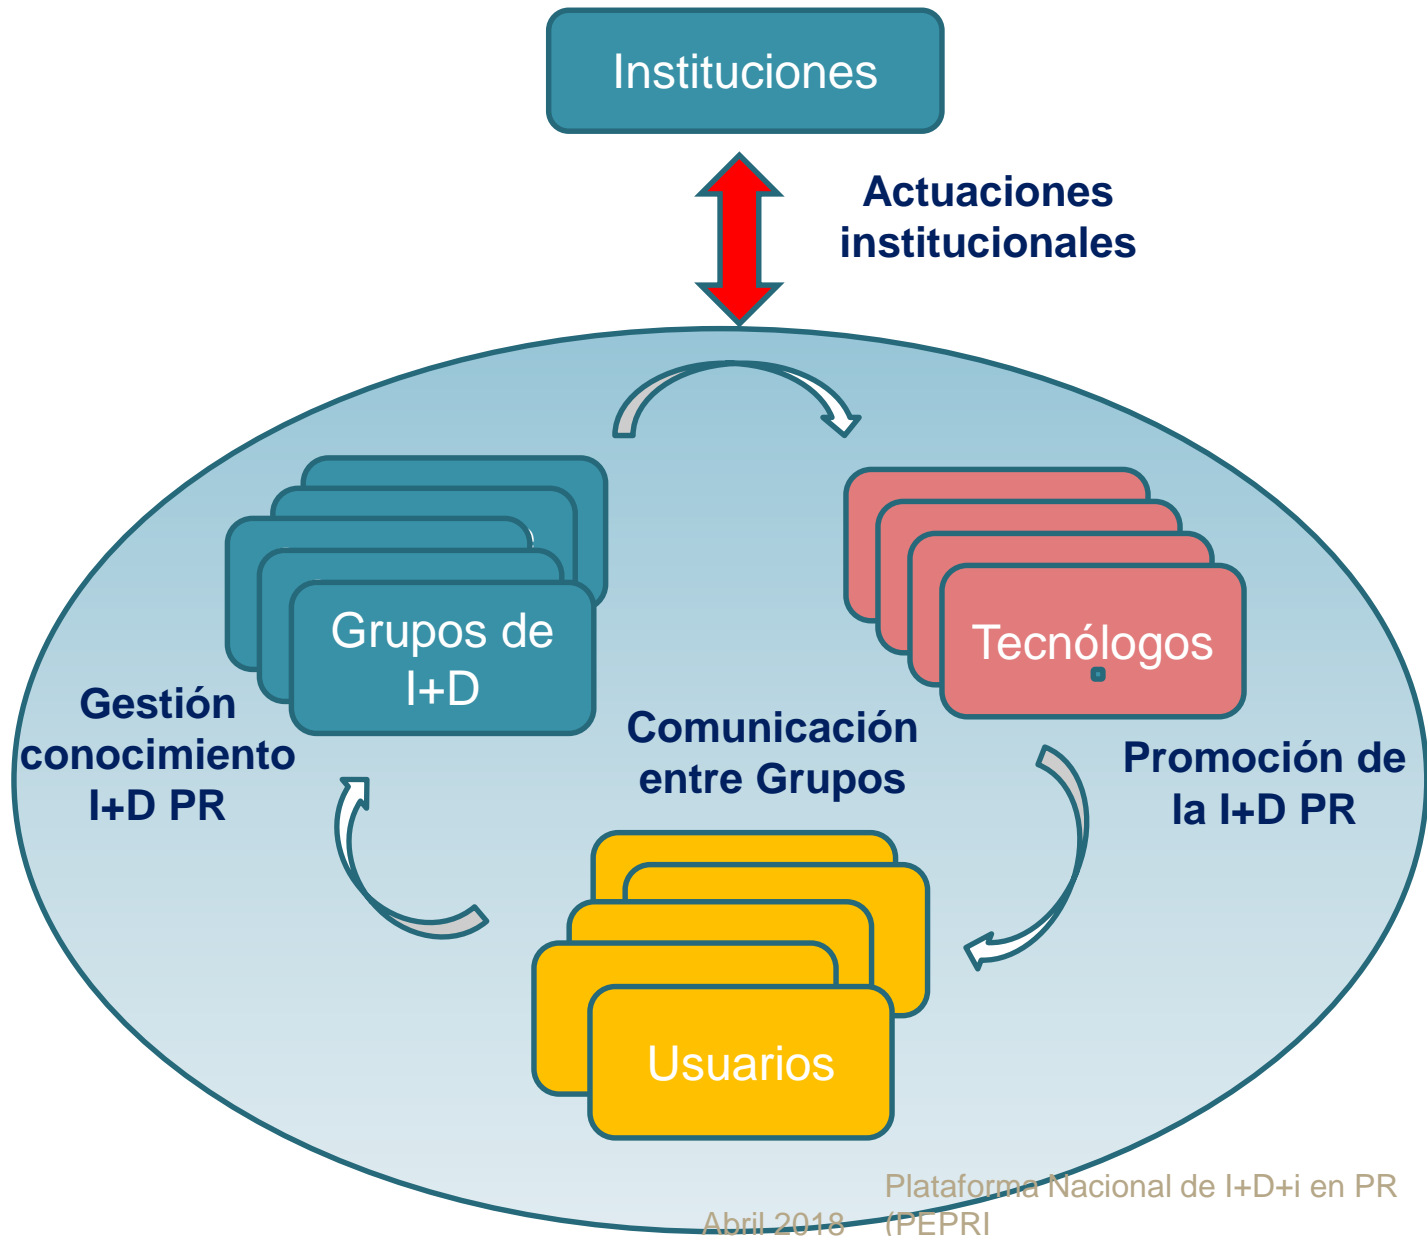 Instituciones
Actuaciones
institucionales
Grupos de
I+D
Tecnólogos
Gestión
conocimiento
I+D PR
Comunicación
entre Grupos
Promoción de
la I+D PR
Usuarios
Plataforma Nacional de I+D+i en PR
Abril 2018 (PEPRI